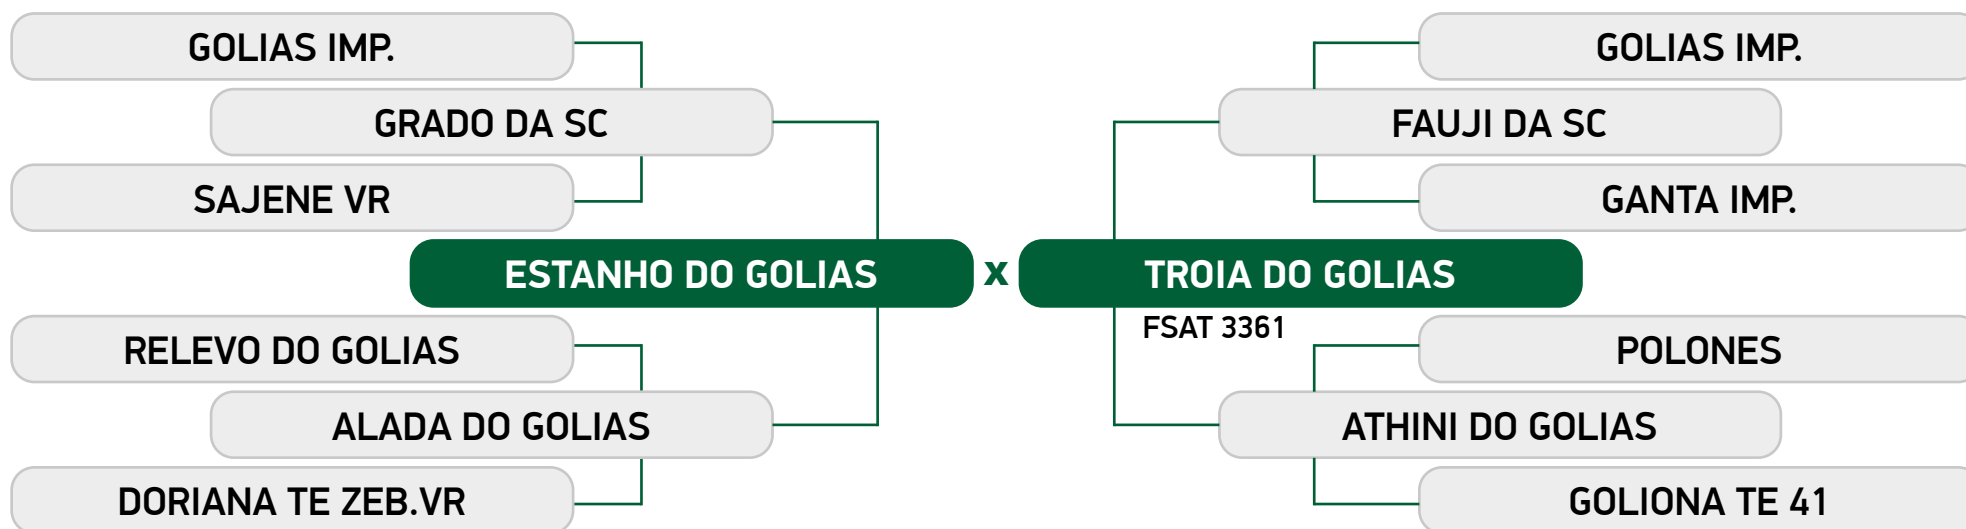 GOLIAS IMP.
GRADO DA SC
SAJENE VR
ESTANHO DO GOLIAS
RELEVO DO GOLIAS
ALADA DO GOLIAS
DORIANA TE ZEB.VR
x
GOLIAS IMP.
FAUJI DA SC
GANTA IMP.
TROIA DO GOLIAS
FSAT 3361
POLONES
ATHINI DO GOLIAS
GOLIONA TE 41